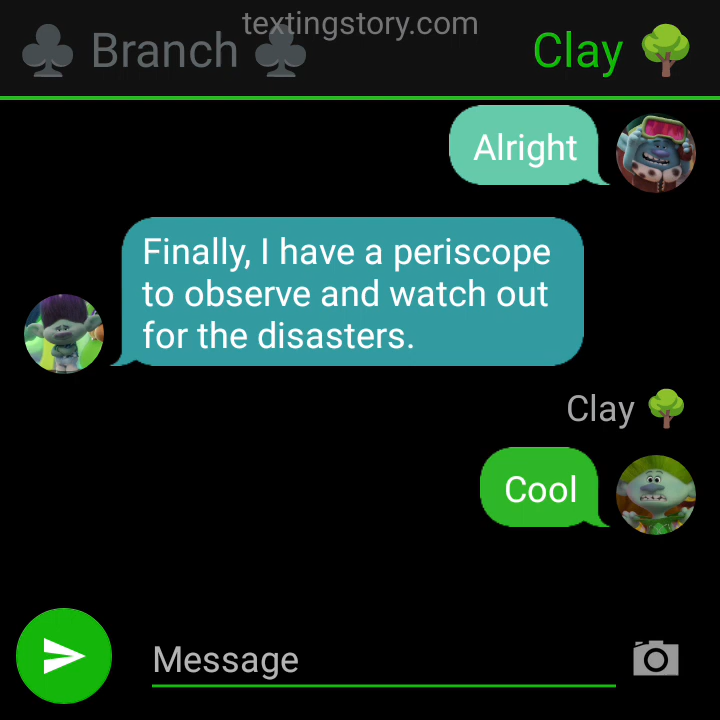 textingstory.com
♣ Branch ♣
Clay 🌳
Alright
Finally, I have a periscope
to observe and watch out
for the disasters.
Clay 🌳
Cool
Message